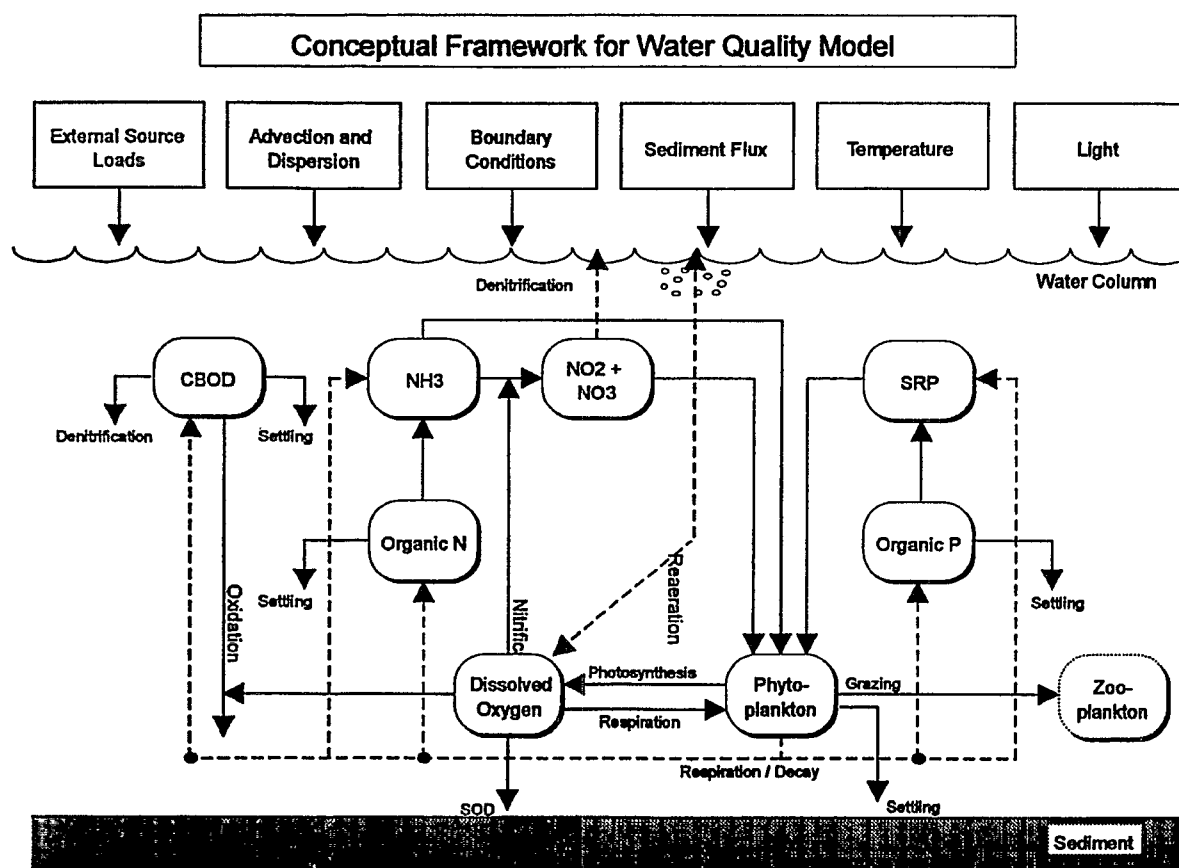 Conceptual Framework for Water Quality Model
External Source
Loads
Advection and
Dispersion
Boundary
Conditions
Sediment Flux
Temperature
Light
Denitrification
Water Column
CBOD
NH3
NO2 +
NO3
SRP
Denitrification
Settling
Organic N
Organic P
Settling
Settling
Oxidation
Nitrific
Reaeration
Dissolved
Oxygen
Photosynthesis
Respiration
Phyto-
plankton
Grazing
Zoo-
plankton
Respiration / Decay
SOD
Settling
Sediment